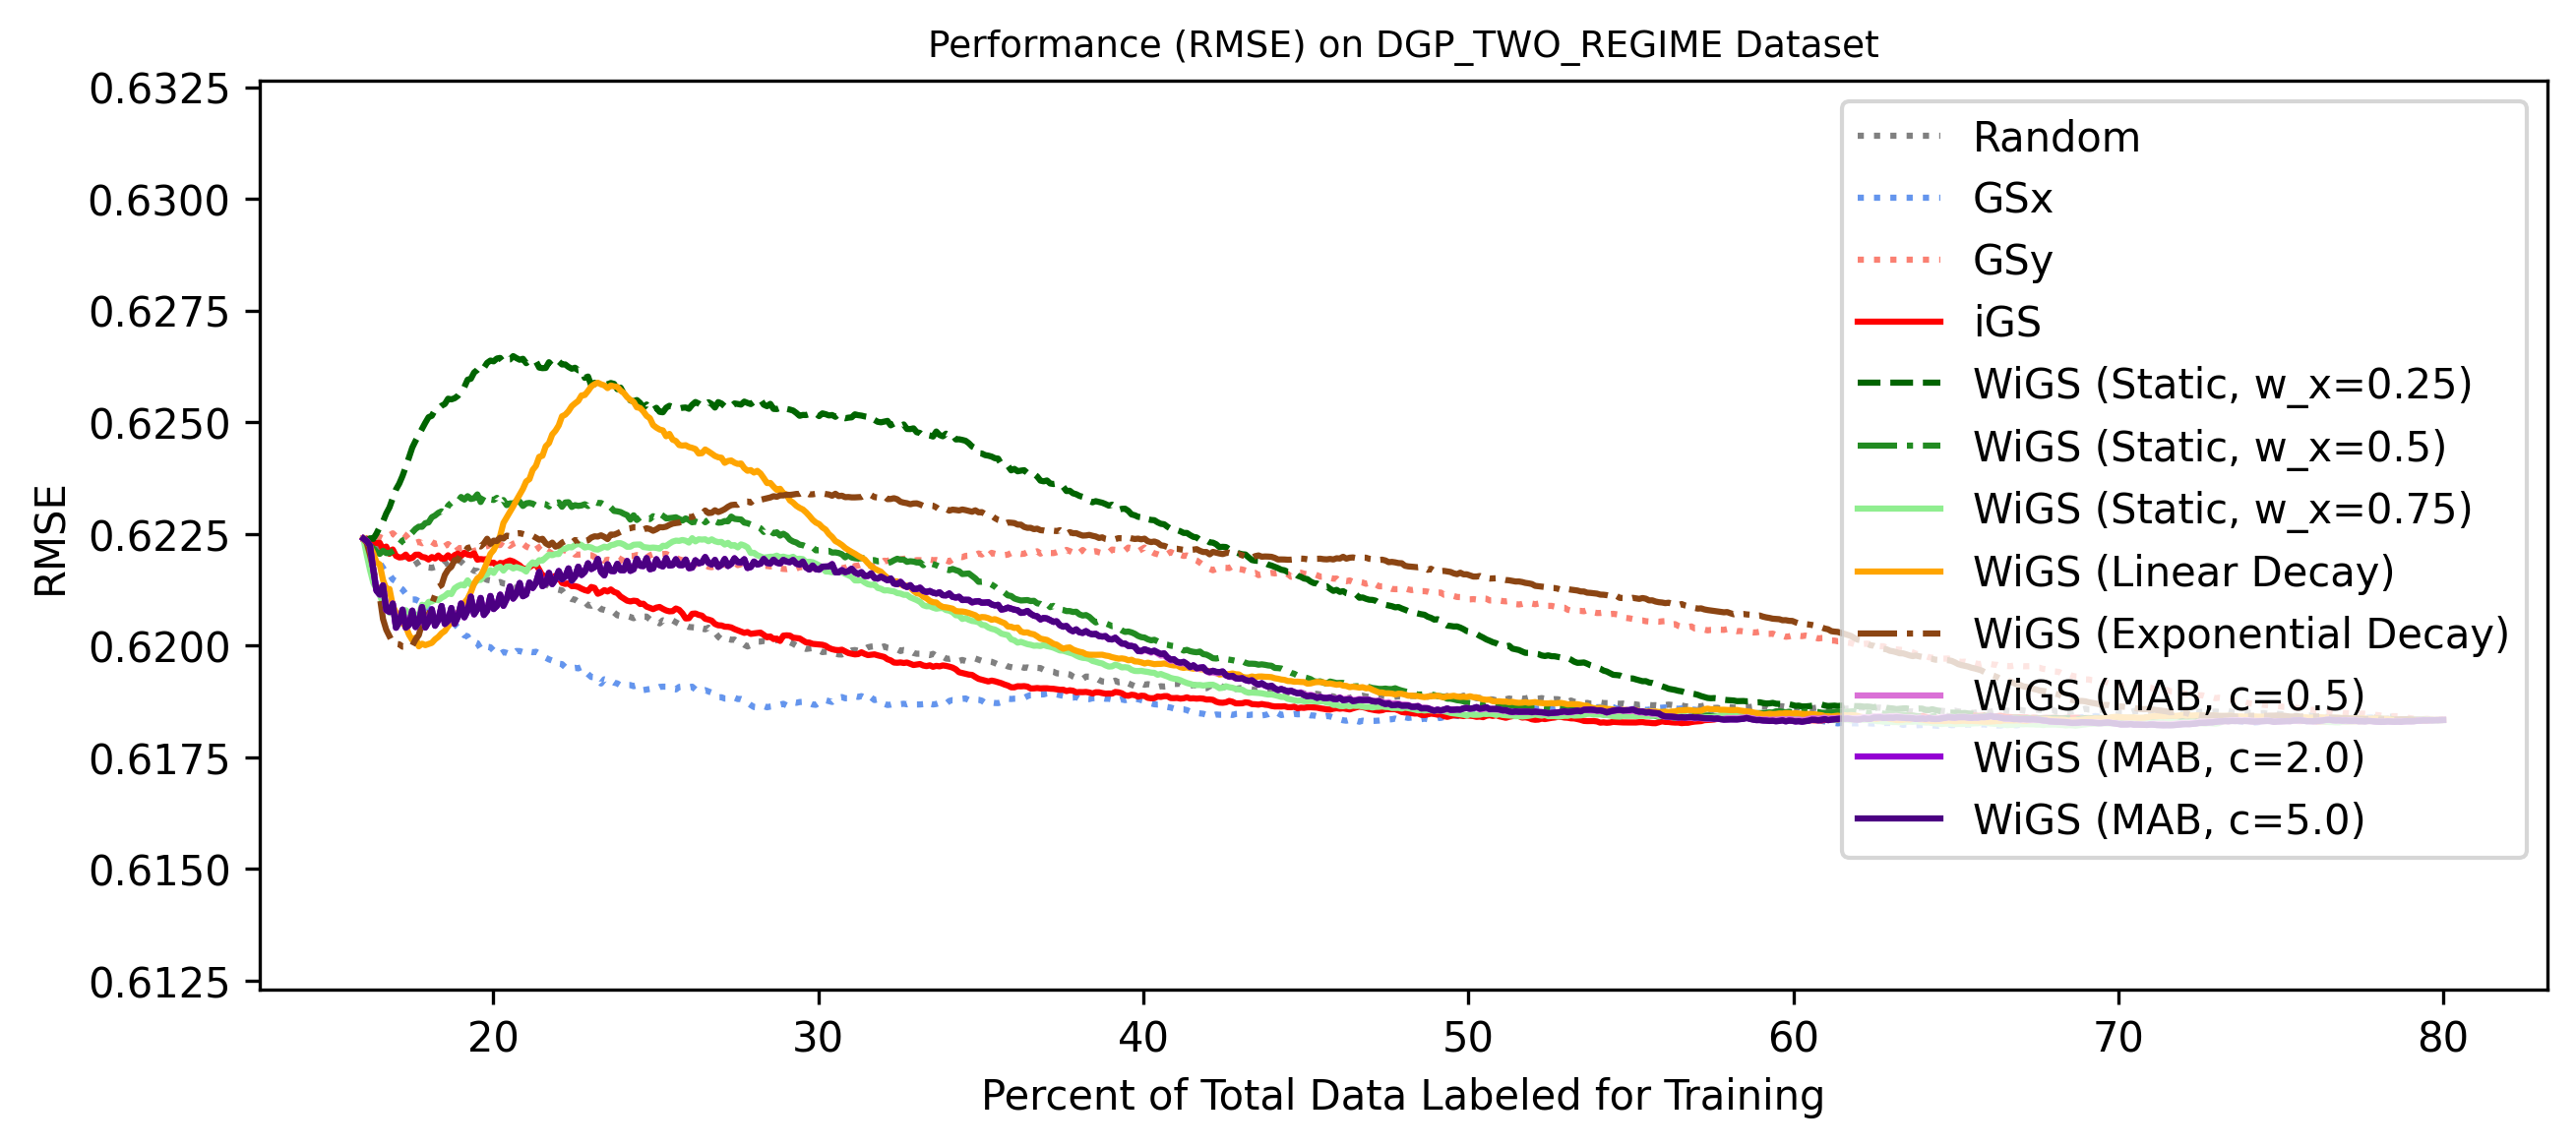 Performance (RMSE) on DGP_TWO_REGIME Dataset
0.6325
0.6300
0.6275
0.6250
0.6225
0.6200
0.6175
0.6150
0.6125
RMSE
Random
GSx
GSy
iGS
WiGS (Static, w_x=0.25)
WiGS (Static, w_x=0.5)
WiGS (Static, w_x=0.75)
WiGS (Linear Decay)
WiGS (Exponential Decay)
WiGS (MAB, c=0.5)
WiGS (MAB, c=2.0)
WiGS (MAB, c=5.0)
20 30 40 50 60 70 80
Percent of Total Data Labeled for Training